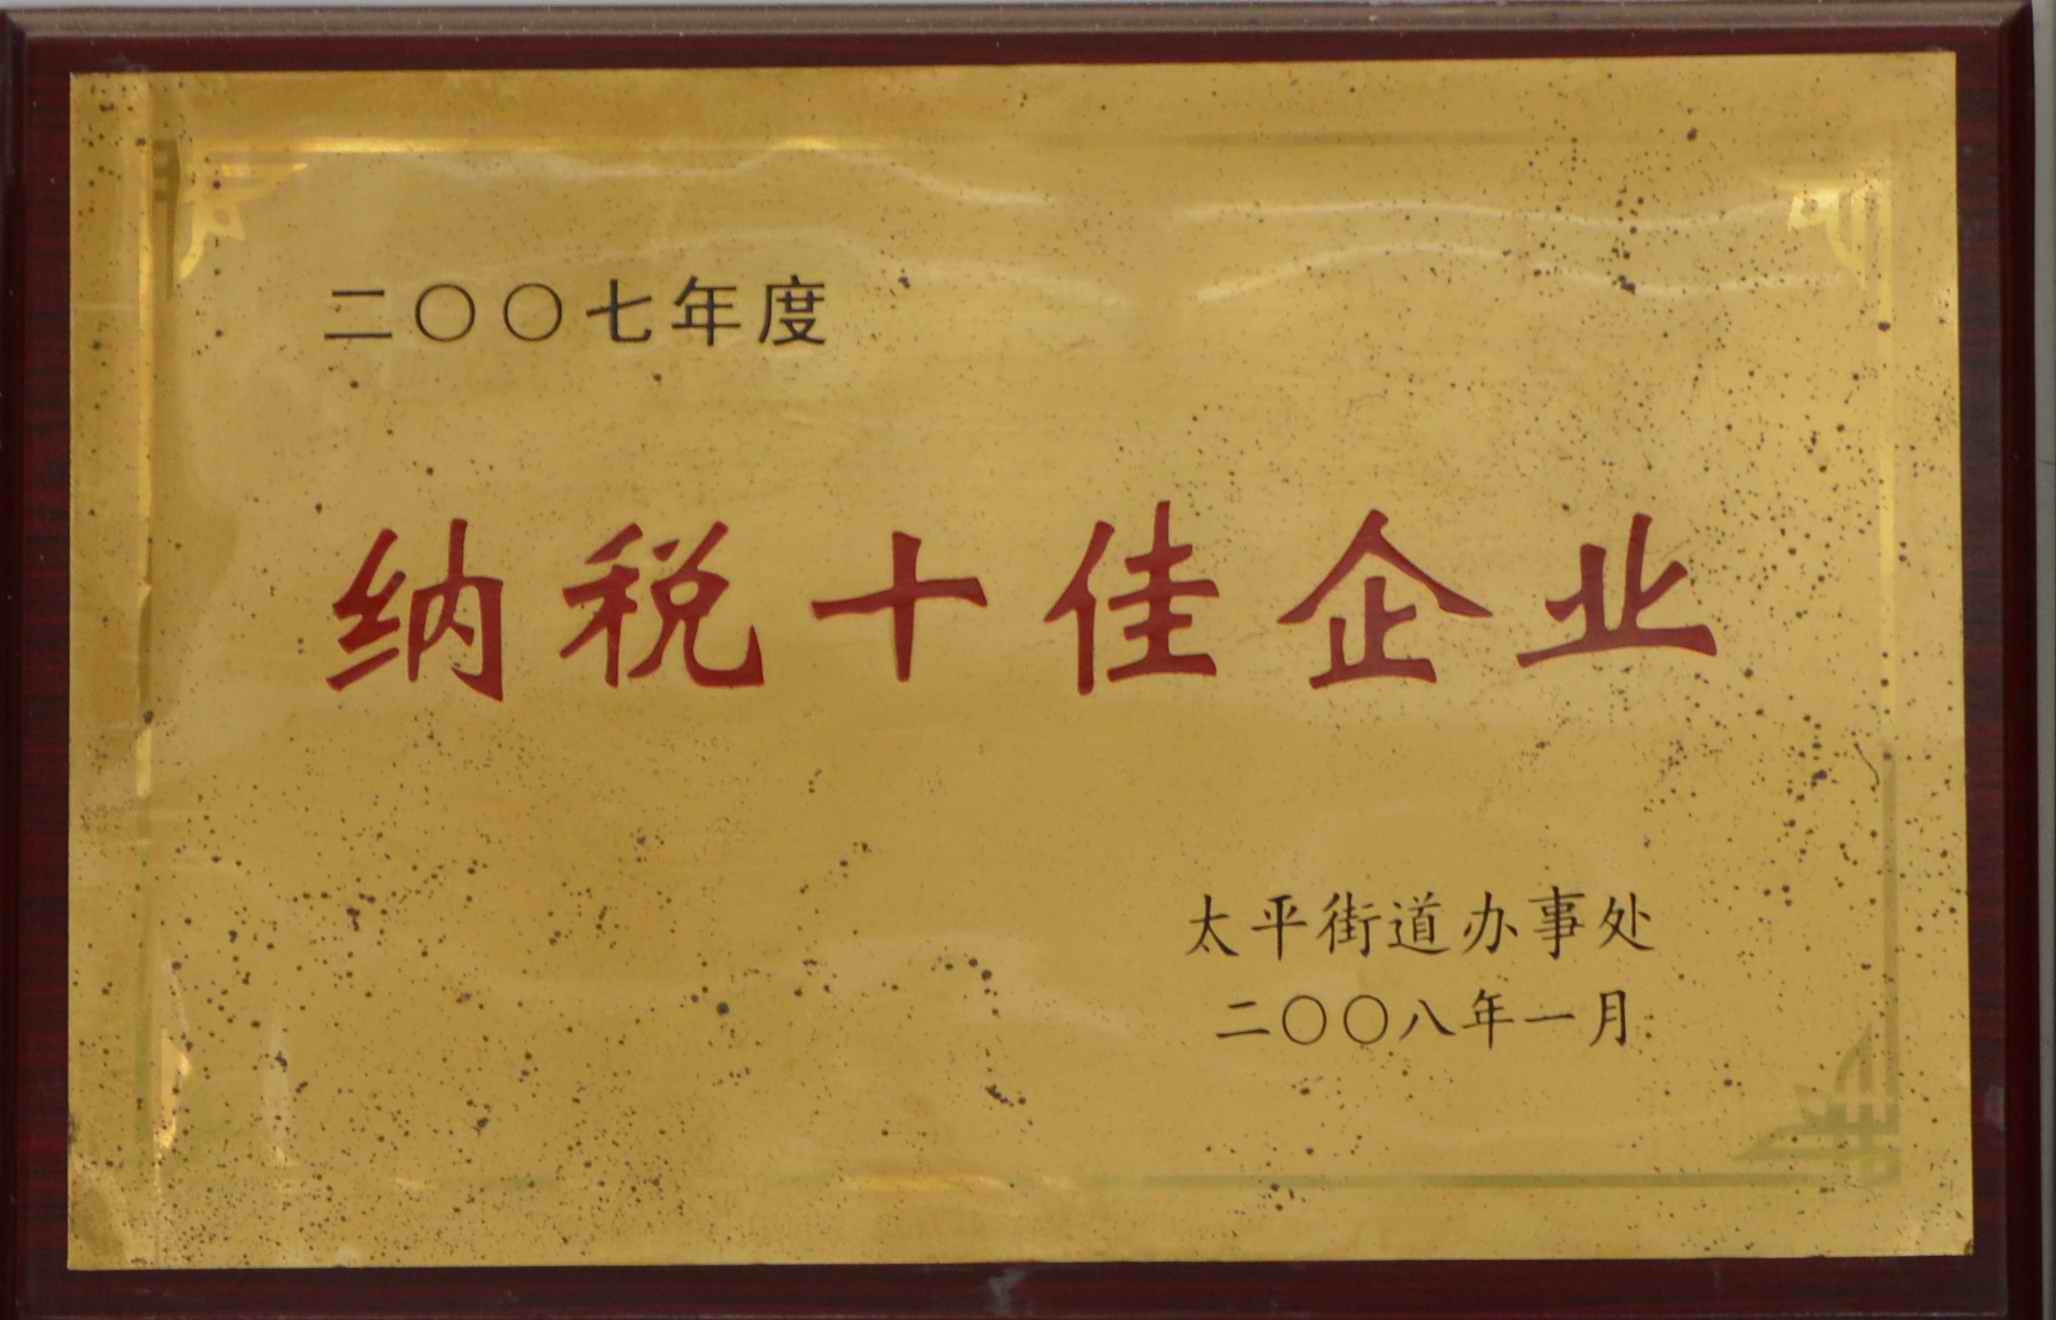 二〇〇七年度
纳税十佳企业
太平街道办事处
二〇〇八年一月